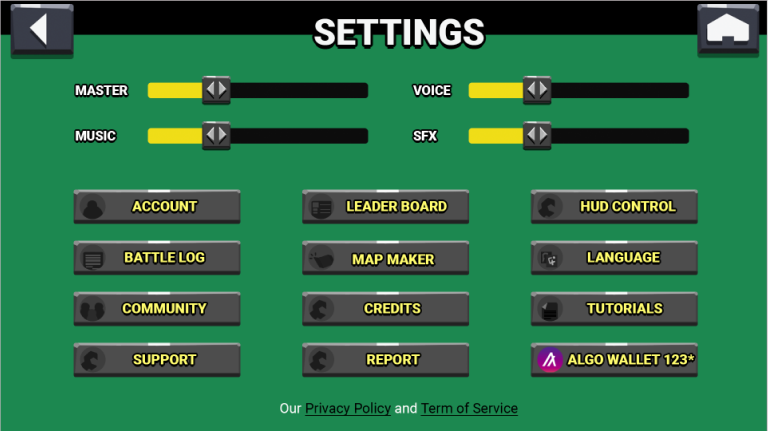 SETTINGS
MASTER
VOICE
MUSIC
SFX
ACCOUNT
LEADER BOARD
HUD CONTROL
BATTLE LOG
MAP MAKER
LANGUAGE
COMMUNITY
CREDITS
TUTORIALS
SUPPORT
REPORT
ALGO WALLET 123*
Our Privacy Policy and Term of Service